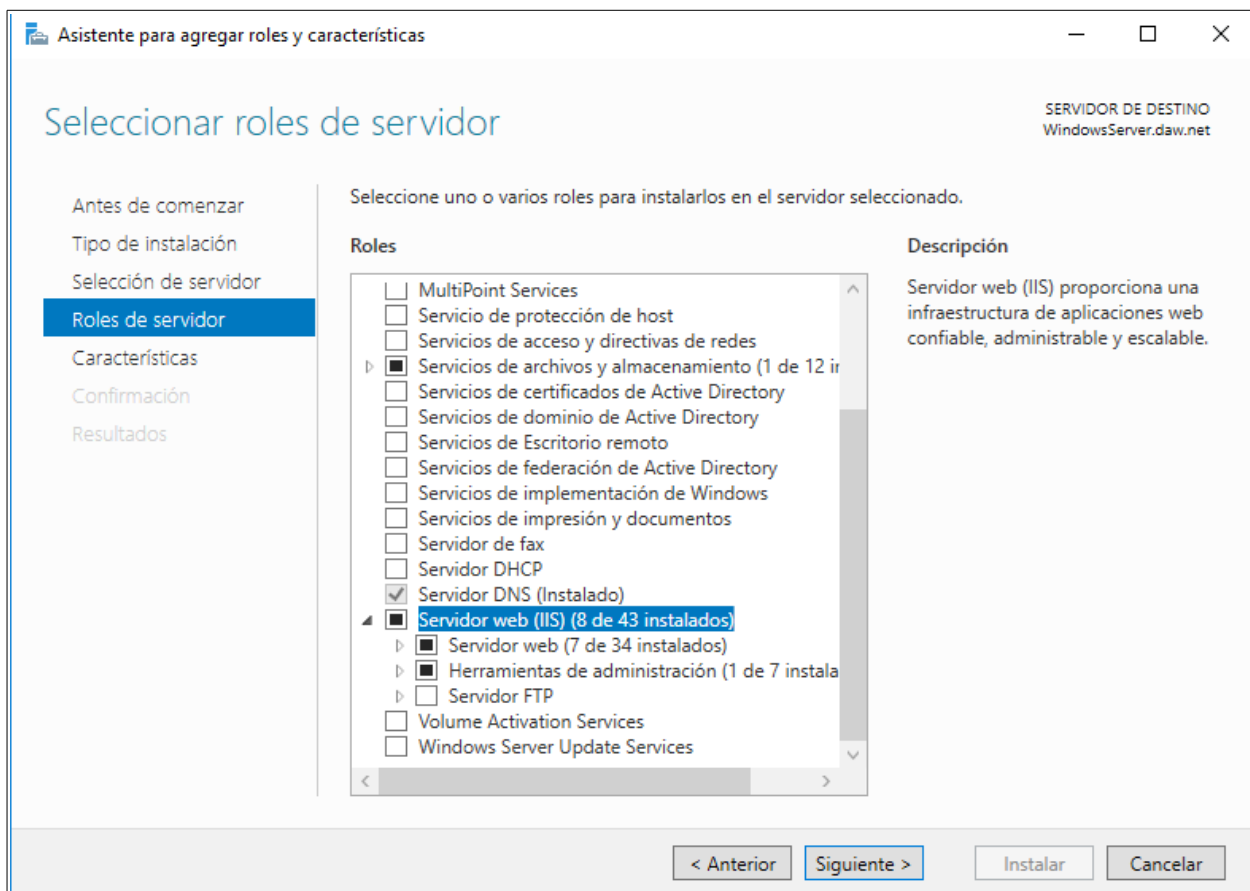 Asistente para agregar roles y características
Seleccionar roles de servidor
SERVIDOR DE DESTINO
WindowsServer.daw.net
Antes de comenzar
Tipo de instalación
Selección de servidor
Roles de servidor
Características
Confirmación
Resultados
Seleccione uno o varios roles para instalarlos en el servidor seleccionado.
Roles
MultiPoint Services
Servicio de protección de host
Servicios de acceso y directivas de redes
Servicios de archivos y almacenamiento (1 de 12 ir
Servicios de certificados de Active Directory
Servicios de dominio de Active Directory
Servicios de Escritorio remoto
Servicios de federación de Active Directory
Servicios de implementación de Windows
Servicios de impresión y documentos
Servidor de fax
Servidor DHCP
Servidor DNS (Instalado)
Servidor web (IIS) (8 de 43 instalados)
Servidor web (7 de 34 instalados)
Herramientas de administración (1 de 7 instala
Servidor FTP
Volume Activation Services
Windows Server Update Services
Descripción
Servidor web (IIS) proporciona una
infraestructura de aplicaciones web
confiable, administrable y escalable.
< Anterior
Siguiente >
Instalar
Cancelar